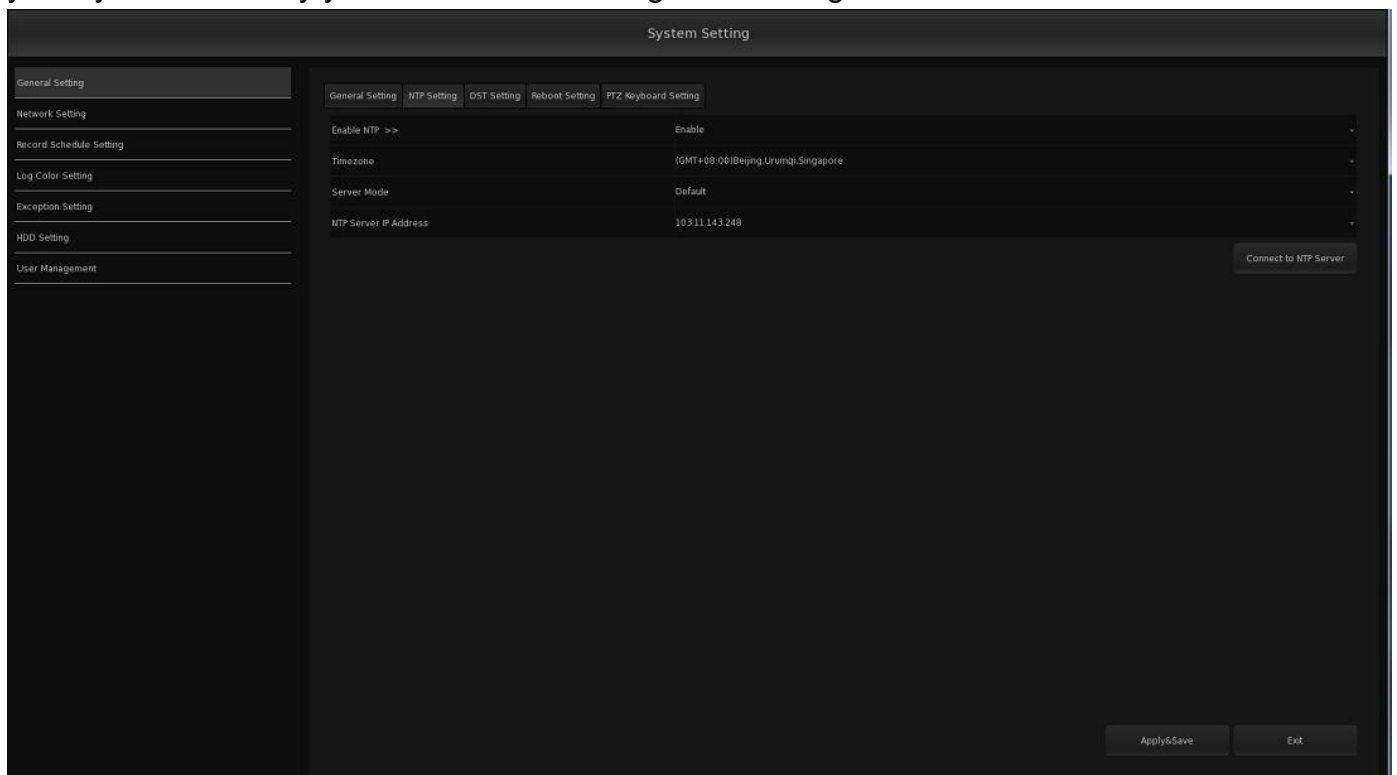 System Setting
General Setting
Network Setting
Record Schedule Setting
Log Color Setting
Exception Setting
HDD Setting
User Management
General Setting NTP Setting DST Setting Reboot Setting PTZ Keyboard Setting
Enable NTP >> Enable
Timezone (GMT+08:00)Beijing,Urumqi,Singapore
Server Mode Default
NTP Server IP Address 103.11.143.248
Connect to NTP Server
Apply&Save Exit